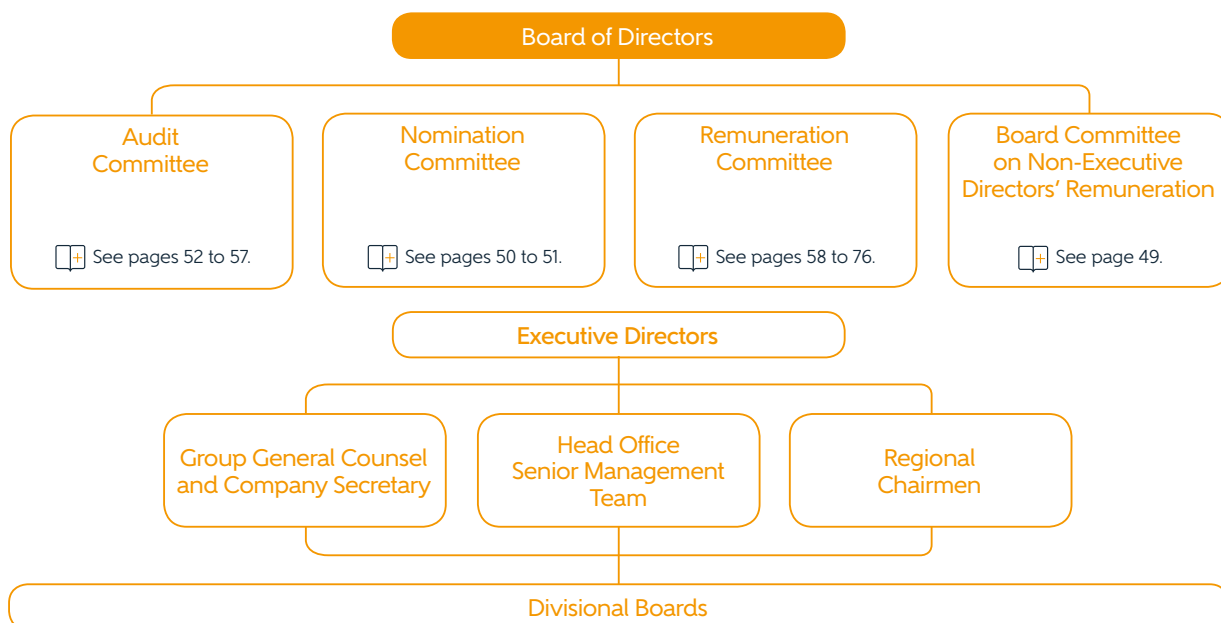 Board of Directors
Audit
Committee
See pages 52 to 57.
Nomination
Committee
See pages 50 to 51.
Remuneration
Committee
See pages 58 to 76.
Board Committee
on Non-Executive
Directors’ Remuneration
See page 49.
Executive Directors
Group General Counsel
and Company Secretary
Head Office
Senior Management
Team
Regional
Chairmen
Divisional Boards